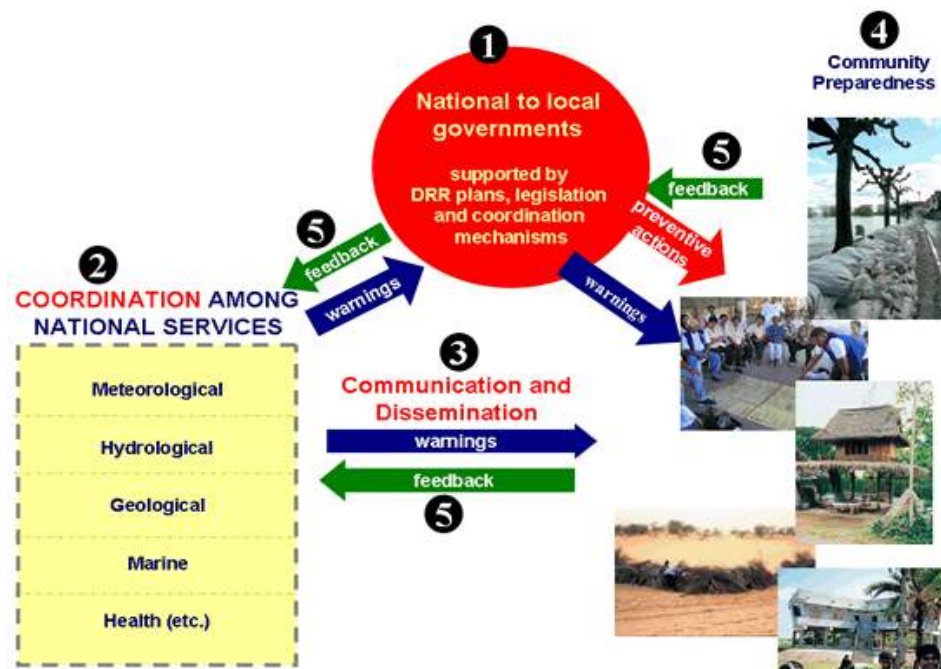 1
National to local
governments
supported by
DRR plans, legislation
and coordination
mechanisms
4
Community
Preparedness
5
feedback
preventive
actions
warnings
5
feedback
warnings
2
COORDINATION AMONG
NATIONAL SERVICES
Meteorological
Hydrological
Geological
Marine
Health (etc.)
3
Communication and
Dissemination
warnings
feedback
5